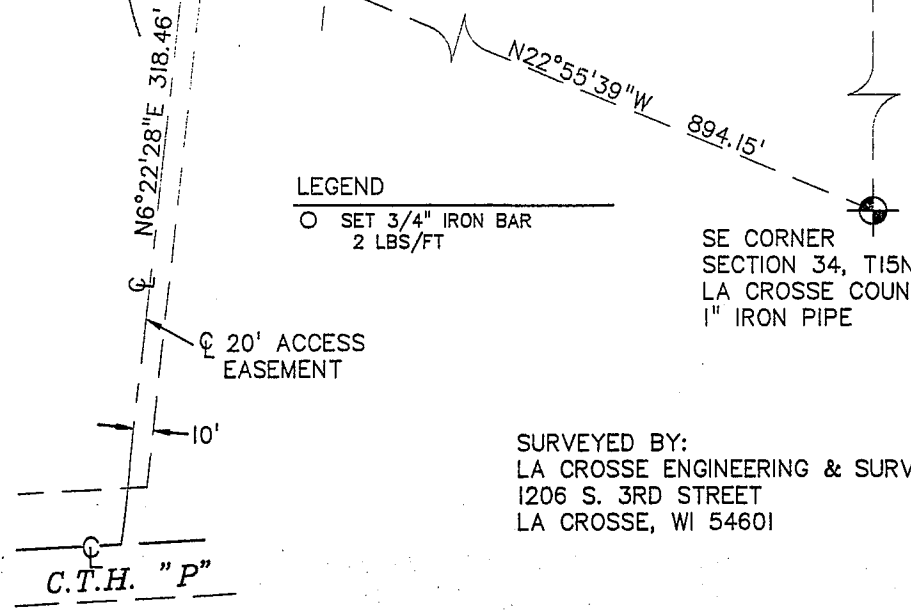 N6°22'28"E 318.46'
N22°55'39"W 894.15'
LEGEND
SET 3/4" IRON BAR
2 LBS/FT
SE CORNER
SECTION 34, T15N
LA CROSSE COUN
1" IRON PIPE
℄
℄ 20' ACCESS
EASEMENT
10'
SURVEYED BY:
LA CROSSE ENGINEERING & SURV
1206 S. 3RD STREET
LA CROSSE, WI 54601
℄
C.T.H. "P"